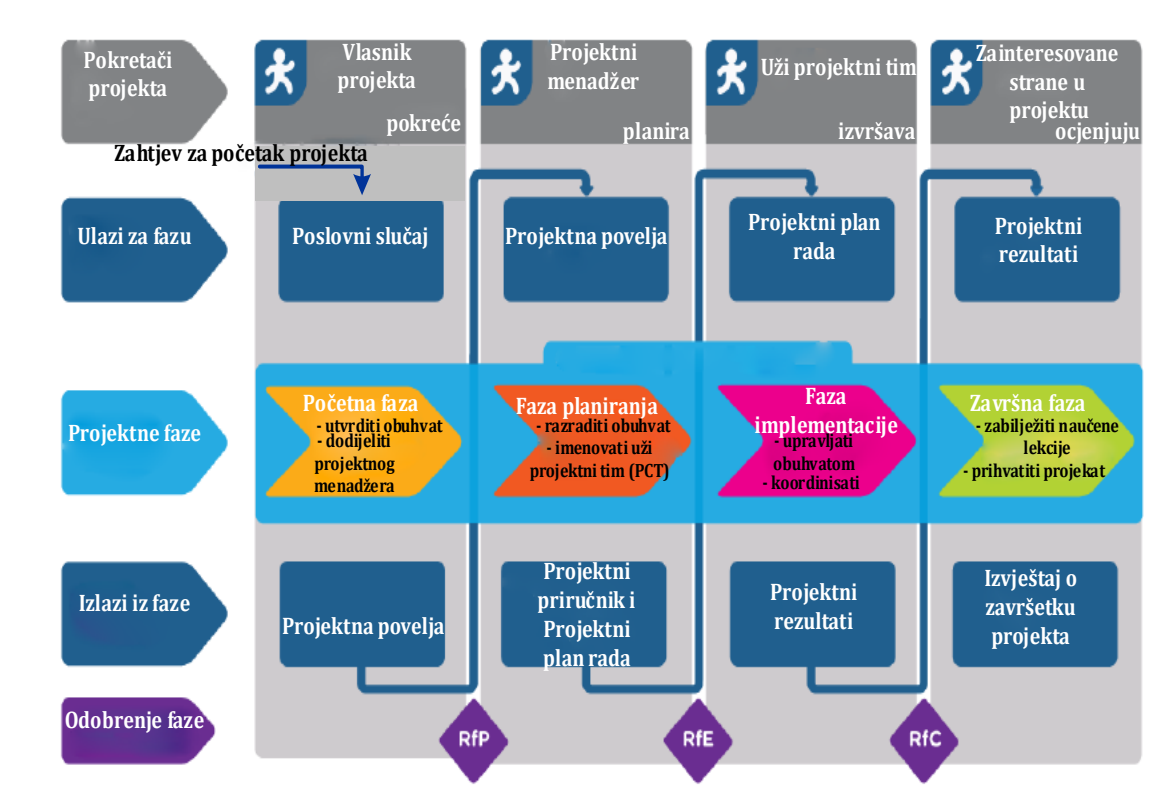 Pokretači
projekta
Vlasnik
projekta
pokreće
Projektni
menadžer
planira
Uži projektni tim
izvršava
Zainteresovane
strane u
projektu
ocjenjuju
Zahtjev za početak projekta
Ulazi za fazu
Poslovni slučaj
Projektna povelja
Projektni plan
rada
Projektni
rezultati
Projektne faze
Početna faza
- utvrditi obuhvat
- dodijeliti
projektnog
menadžera
Faza planiranja
- razraditi obuhvat
- imenovati uži
projektni tim (PCT)
Faza
implementacije
- upravljati
obuhvatom
- koordinisati
Završna faza
- zabilježiti naučene
lekcije
- prihvatiti projekat
Izlazi iz faze
Projektna povelja
Projektni
priručnik i
Projektni
plan rada
Projektni
rezultati
Izvještaj o
završetku
projekta
Odobrenje faze
RfP
RfE
RfC